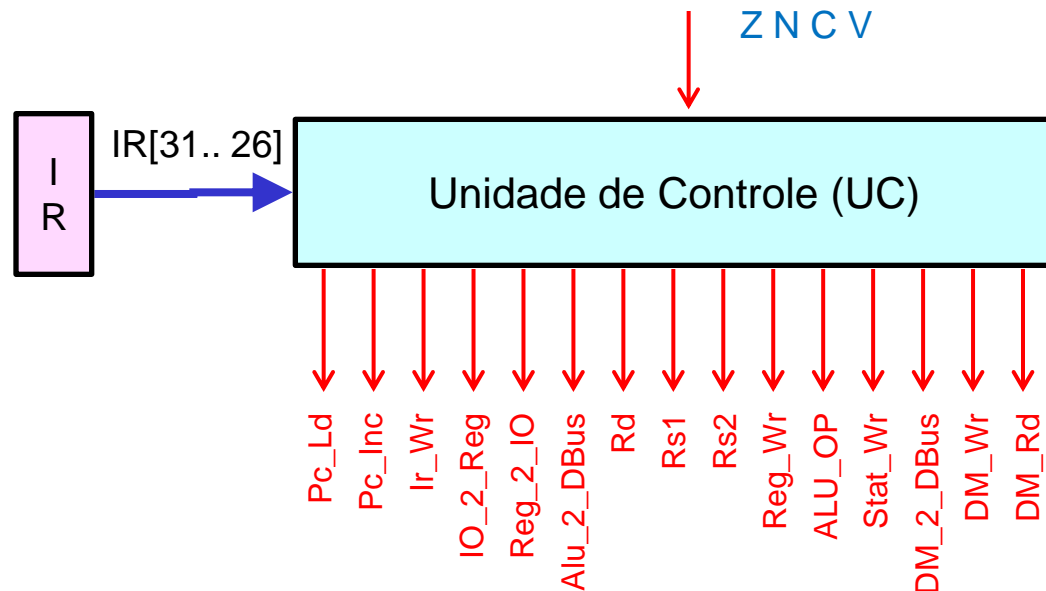 Z N C V
IR[31.. 26]
I
R
Unidade de Controle (UC)
Pc_Ld
Pc_Inc
Ir_Wr
IO_2_Reg
Reg_2_IO
Alu_2_DBus
Rd
Rs1
Rs2
Reg_Wr
ALU_OP
Stat_Wr
DM_2_DBus
DM_Wr
DM_Rd